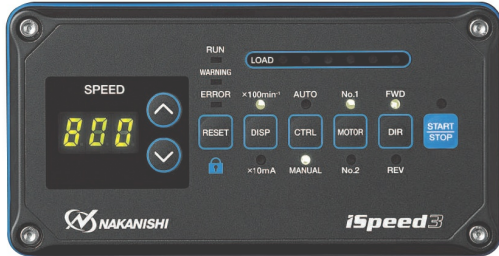 RUN
LOAD
WARNING
SPEED
ERROR
×100min⁻¹ AUTO No.1 FWD
800
RESET DISP CTRL MOTOR DIR START STOP
×10mA MANUAL No.2 REV
NAKANISHI
iSpeed3